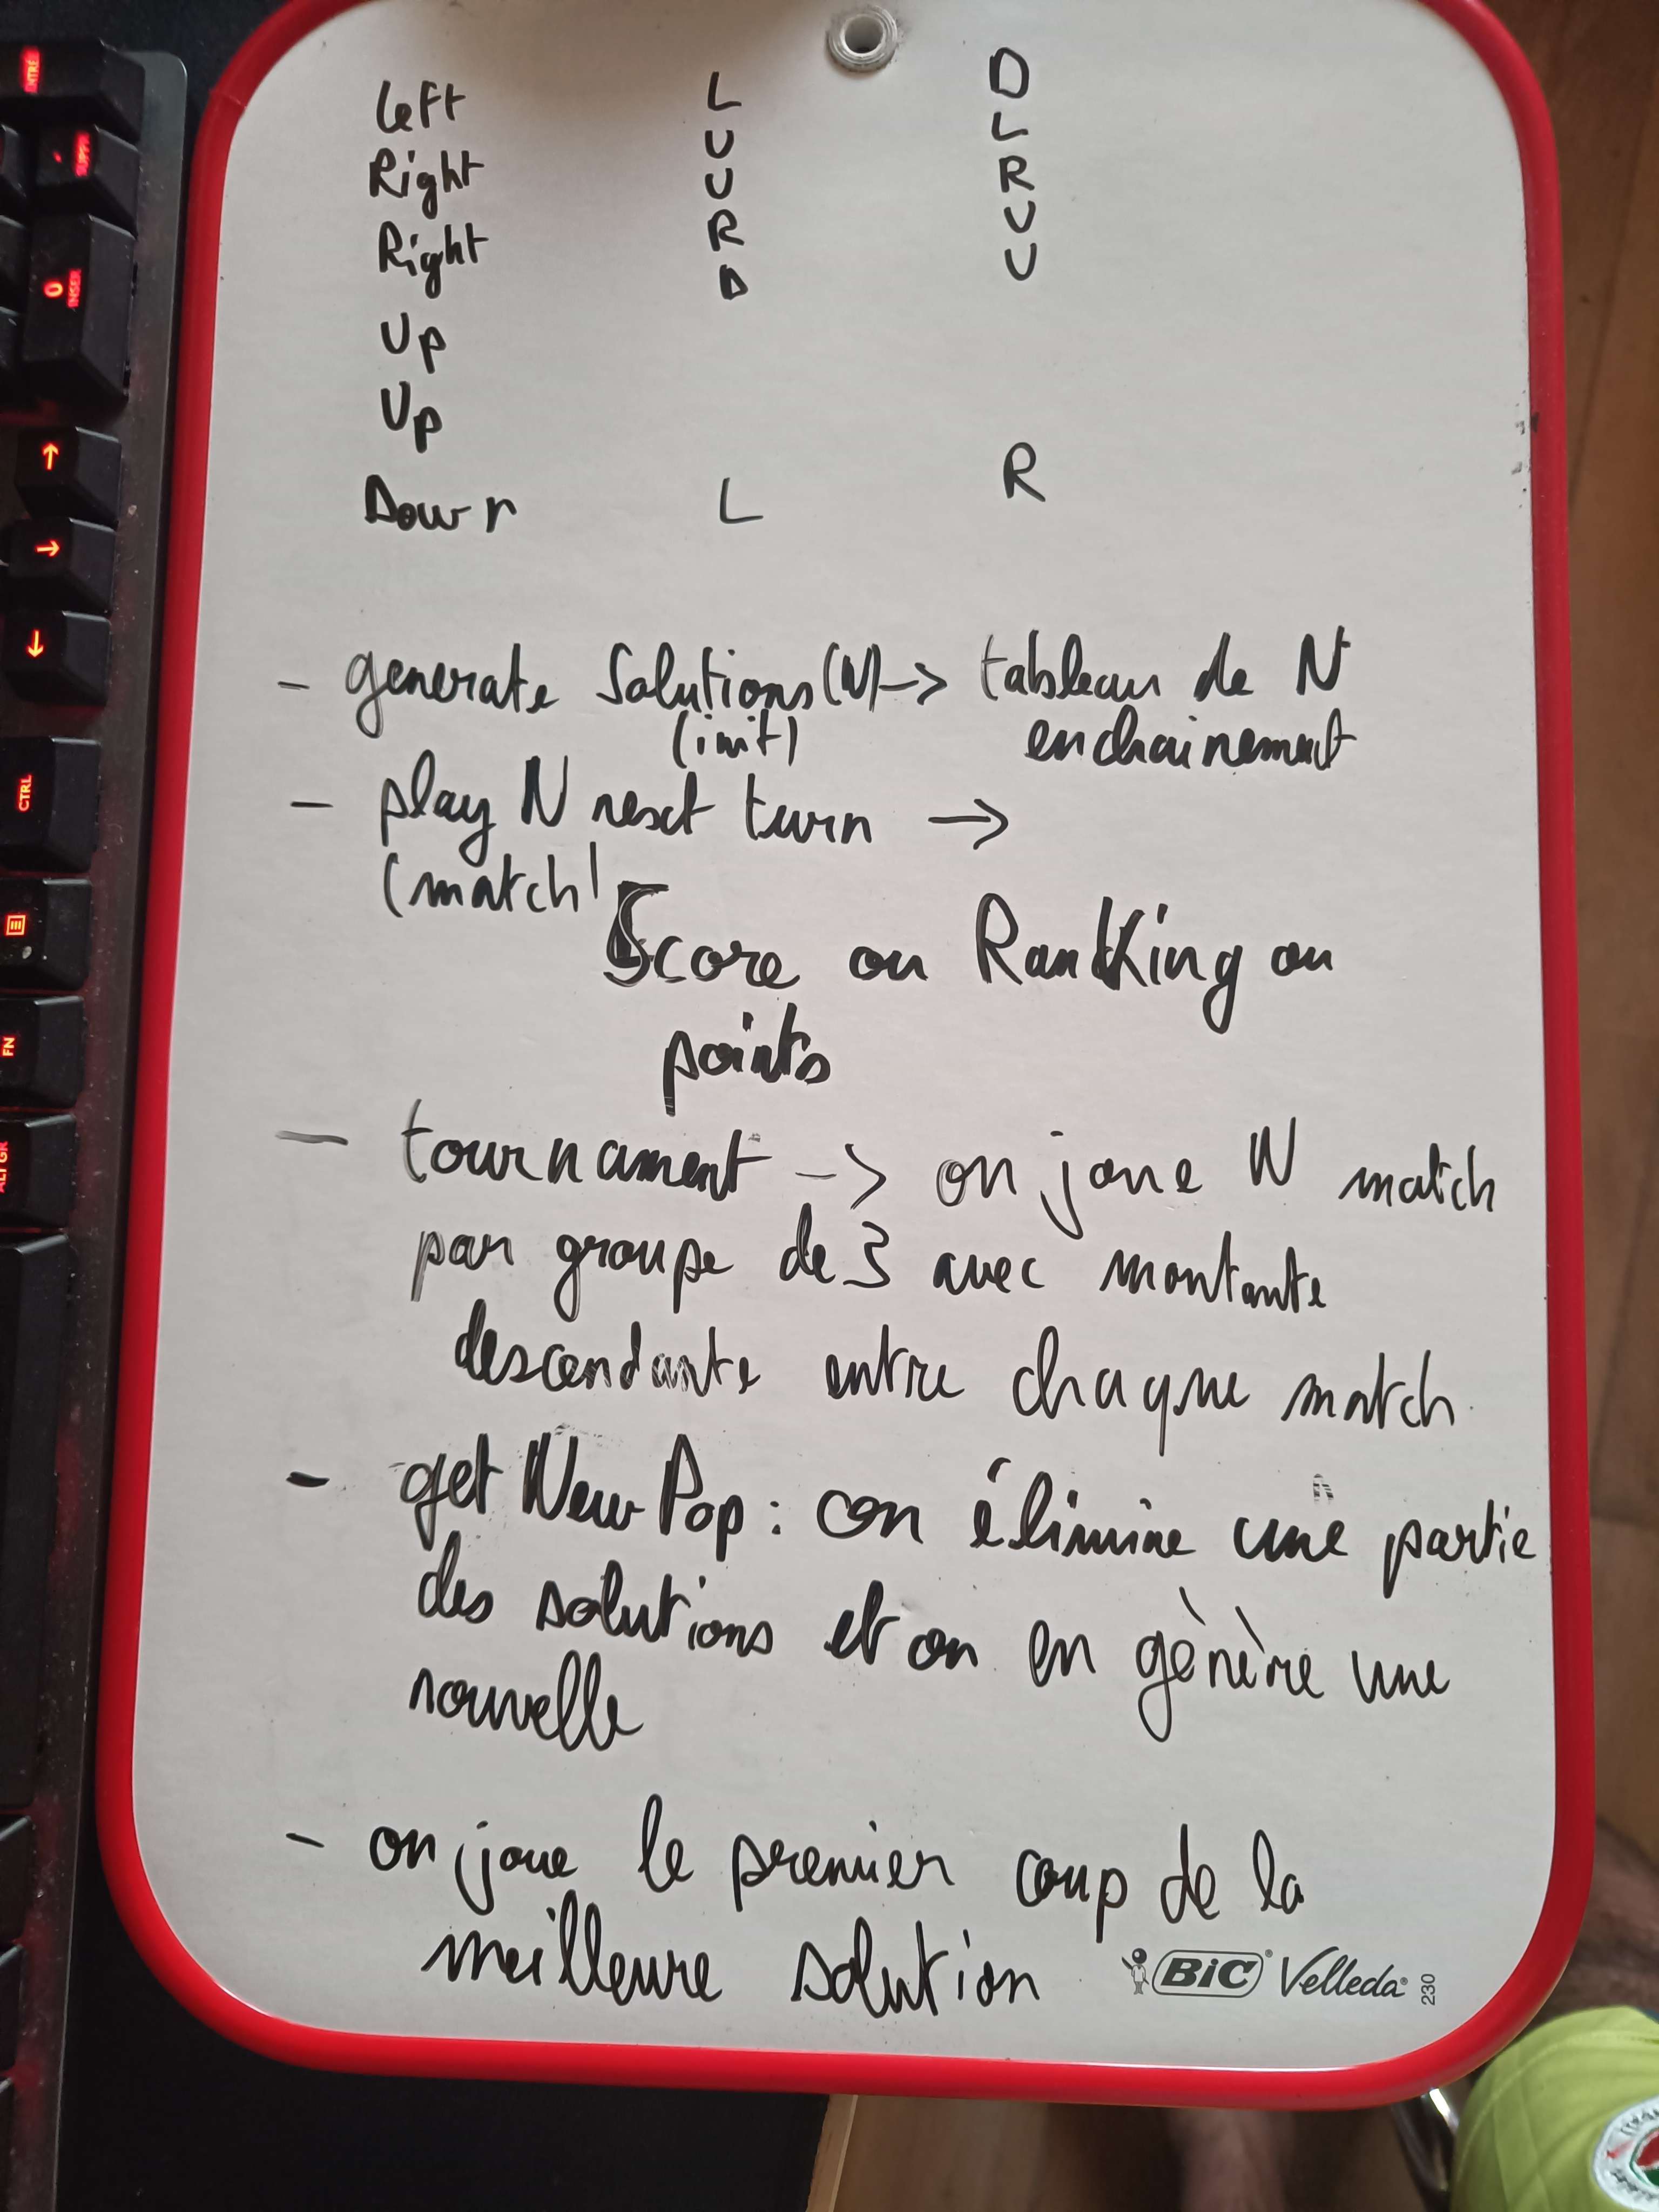 Left L D
Right U L
Right U R
Up R U
Up D U
Down L R
- generate Solutions (N) -> tableau de N
(init) enchainement
- play N next turn ->
(match)
Score ou Ranking ou
points
- tournament -> on joue N match
par groupe de 3 avec montante
descendante entre chaque match
- get New Pop : on élimine une partie
des solutions et on en génère une
nouvelle
- on joue le premier coup de la
meilleure solution
BIC Velleda 230
ENTRÉ
SUPPR
0
INSER
CTRL
FN
ALT GR